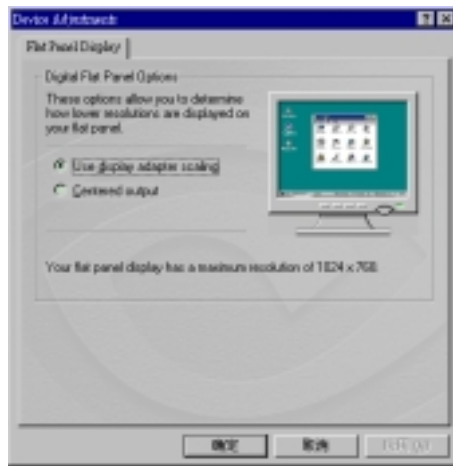 Device Adjustments
Flat Panel Display
Digital Flat Panel Options
These options allow you to determine
how lower resolutions are displayed on
your flat panel.
Use display adapter scaling
Centered output
Your flat panel display has a maximum resolution of 1024 x 768.
確定
取消